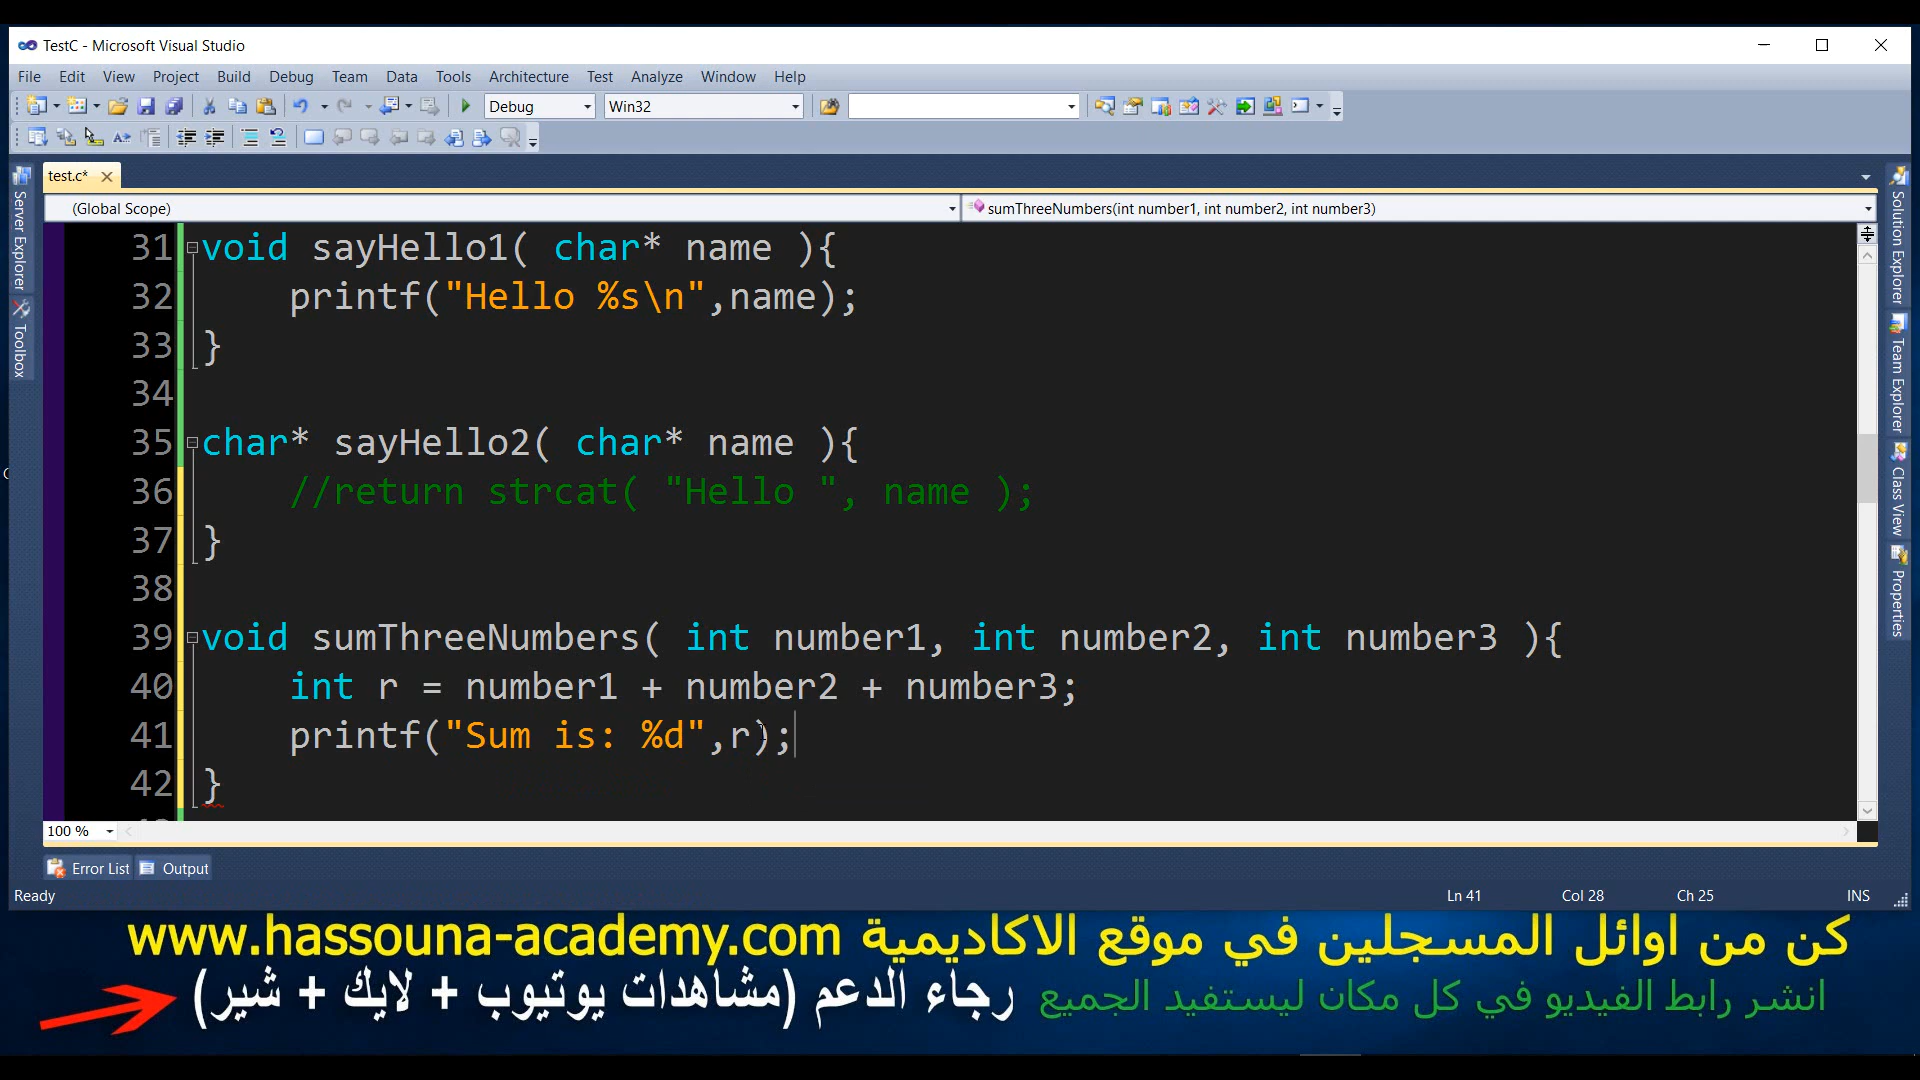 TestC - Microsoft Visual Studio
File Edit View Project Build Debug Team Data Tools Architecture Test Analyze Window Help
Debug Win32
test.c*
(Global Scope) sumThreeNumbers(int number1, int number2, int number3)
31 void sayHello1( char* name ){
32 printf("Hello %s\n",name);
33 }
34
35 char* sayHello2( char* name ){
36 //return strcat( "Hello ", name );
37 }
38
39 void sumThreeNumbers( int number1, int number2, int number3 ){
40 int r = number1 + number2 + number3;
41 printf("Sum is: %d",r);
42 }
100 %
Server Explorer
Toolbox
Solution Explorer
Team Explorer
Class View
Properties
Error List Output
Ready Ln 41 Col 28 Ch 25 INS
كن من اوائل المسجلين في موقع الاكاديمية www.hassouna-academy.com
انشر رابط الفيديو في كل مكان ليستفيد الجميع رجاء الدعم (مشاهدات يوتيوب + لايك + شير)